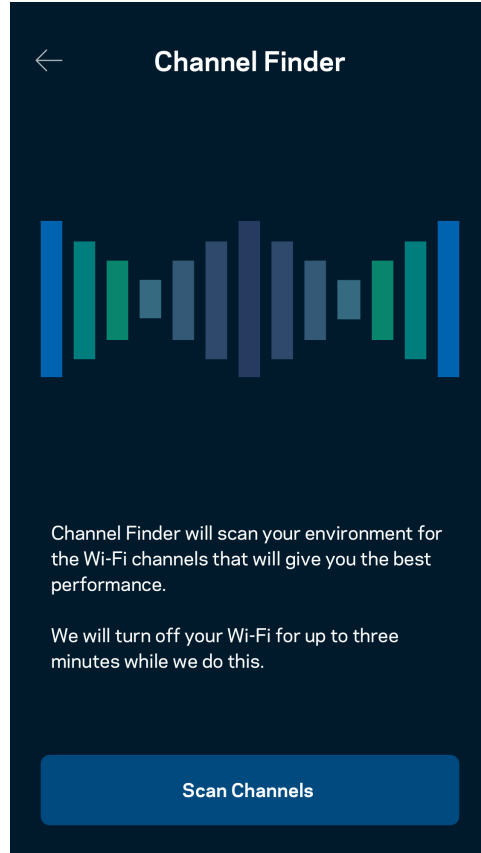 Channel Finder
Channel Finder will scan your environment for
the Wi-Fi channels that will give you the best
performance.
We will turn off your Wi-Fi for up to three
minutes while we do this.
Scan Channels